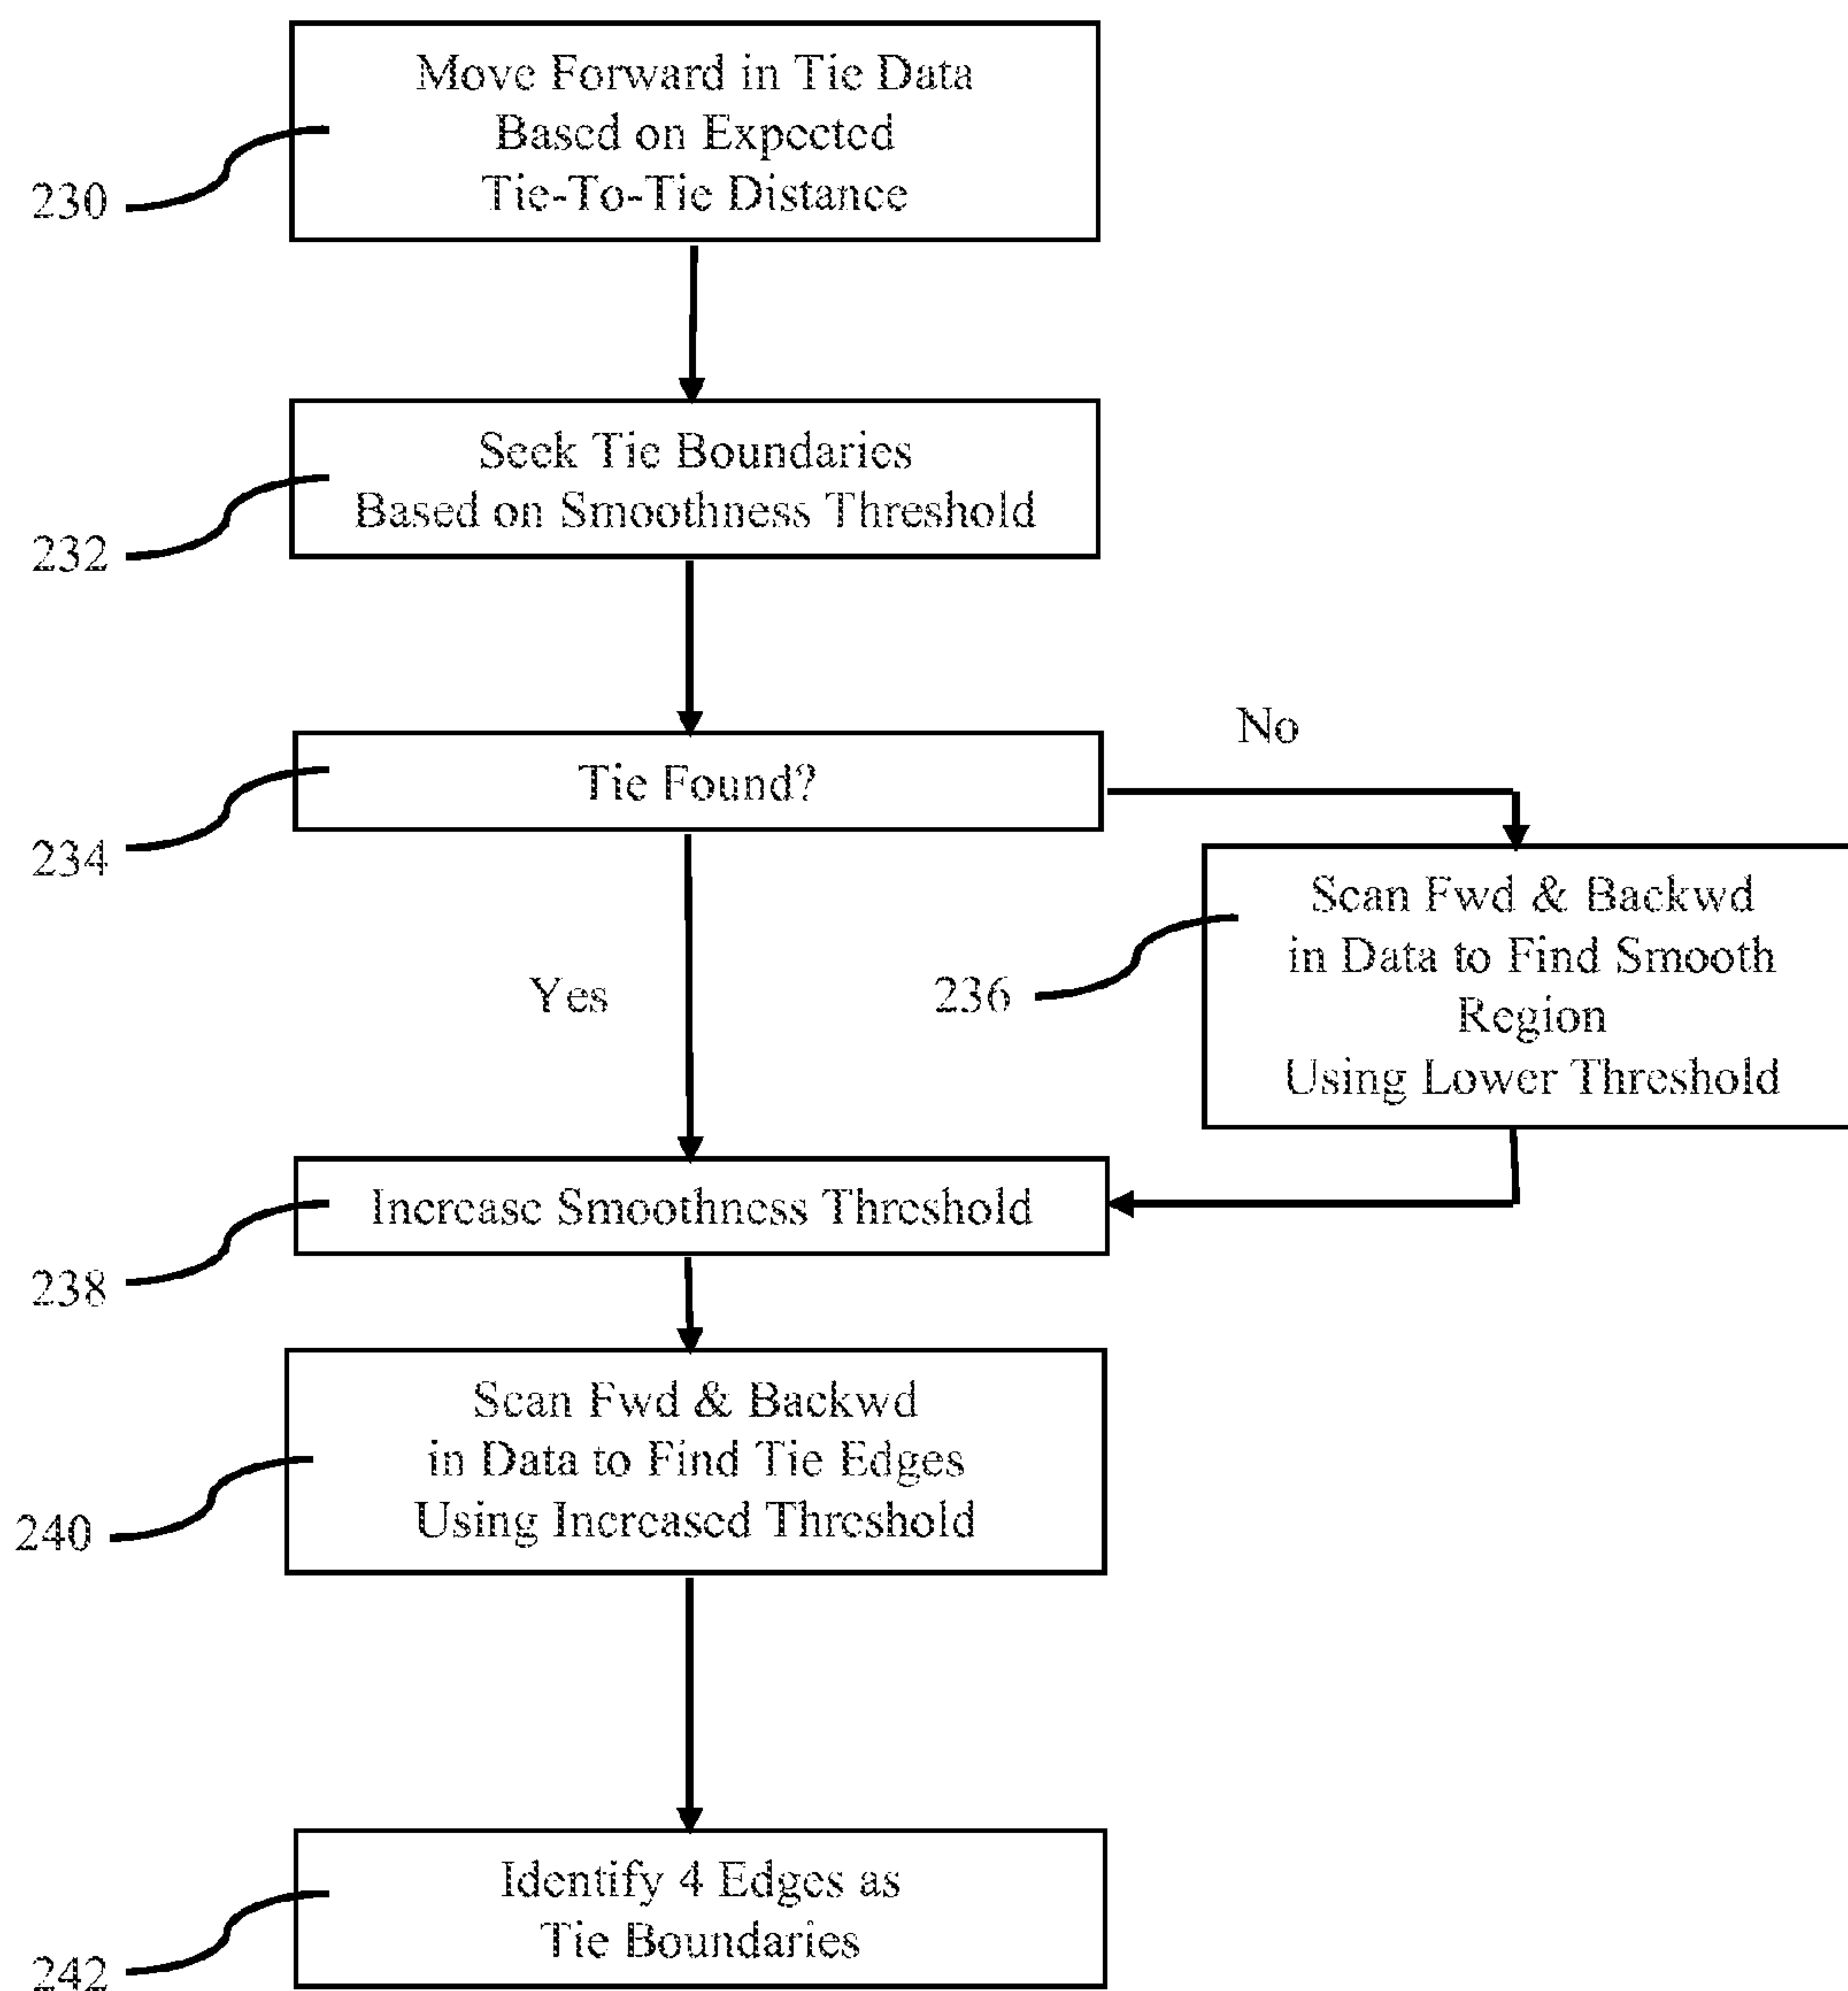 Move Forward in Tie Data
Based on Expected
Tie-To-Tie Distance
230
Seek Tie Boundaries
Based on Smoothness Threshold
232
No
Tie Found?
234
Scan Fwd & Backwd
in Data to Find Smooth
Region
Using Lower Threshold
236
Yes
Increase Smoothness Threshold
238
Scan Fwd & Backwd
in Data to Find Tie Edges
Using Increased Threshold
240
Identify 4 Edges as
Tie Boundaries
242